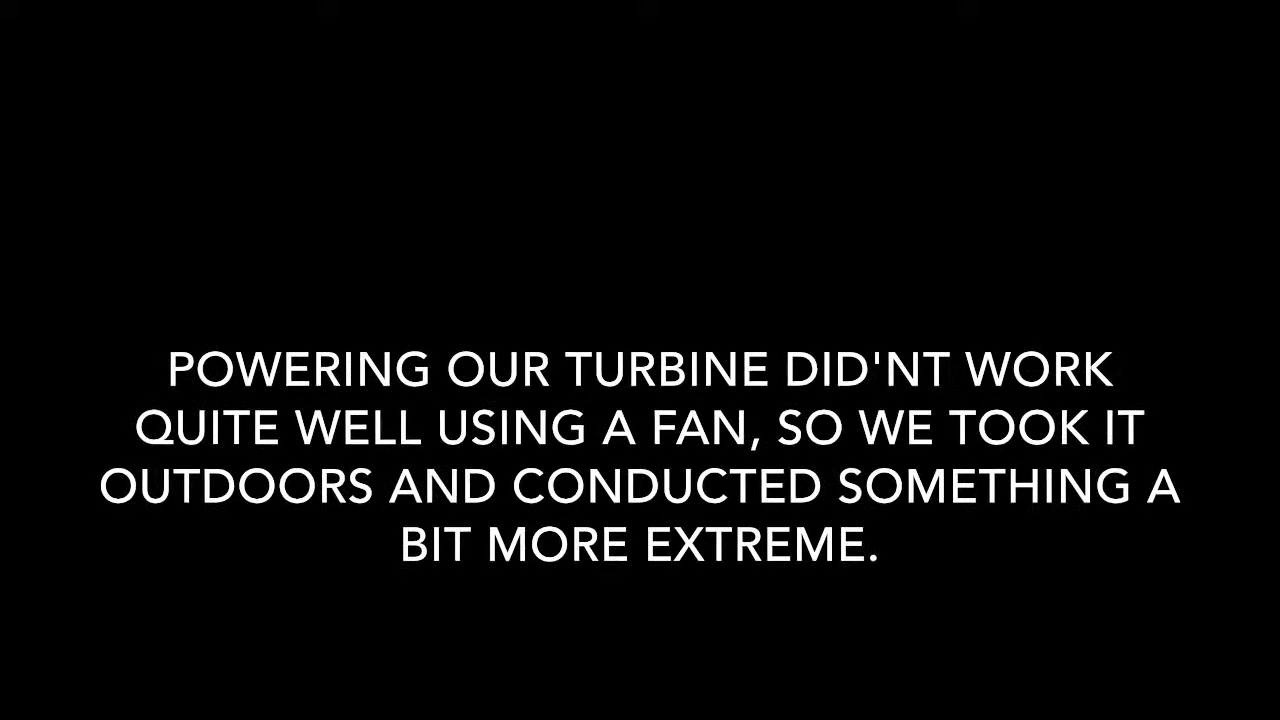 POWERING OUR TURBINE DID'NT WORK
QUITE WELL USING A FAN, SO WE TOOK IT
OUTDOORS AND CONDUCTED SOMETHING A
BIT MORE EXTREME.